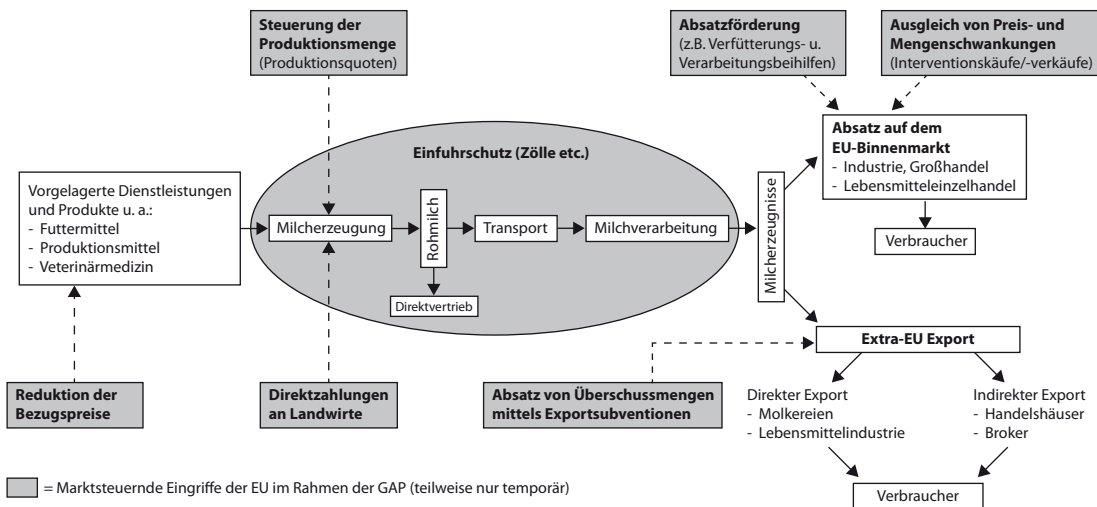 Steuerung der
Produktionsmenge
(Produktionsquoten)
Absatzförderung
(z.B. Verfütterungs- u.
Verarbeitungsbeihilfen)
Ausgleich von Preis- und
Mengenschwankungen
(Interventionskäufe/-verkäufe)
Einfuhrschutz (Zölle etc.)
Absatz auf dem
EU-Binnenmarkt
- Industrie, Großhandel
- Lebensmitteleinzelhandel
Vorgelagerte Dienstleistungen
und Produkte u. a.:
- Futtermittel
- Produktionsmittel
- Veterinärmedizin
Milcherzeugung
Rohmilch
Transport
Milchverarbeitung
Milcherzeugnisse
Verbraucher
Direktvertrieb
Extra-EU Export
Reduktion der
Bezugspreise
Direktzahlungen
an Landwirte
Absatz von Überschussmengen
mittels Exportsubventionen
Direkter Export
- Molkereien
- Lebensmittelindustrie
Indirekter Export
- Handelshäuser
- Broker
Verbraucher
= Marktsteuernde Eingriffe der EU im Rahmen der GAP (teilweise nur temporär)